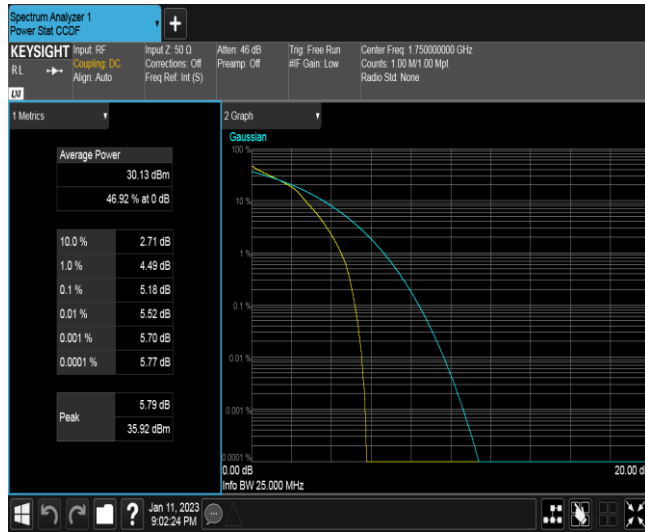 Spectrum Analyzer 1
Power Stat CCDF
+
KEYSIGHT
RL
Input: RF
Coupling: DC
Align: Auto
Input Z: 50 Ω
Corrections: Off
Freq Ref: Int (S)
Atten: 46 dB
Preamp: Off
Trig: Free Run
#IF Gain: Low
Center Freq: 1.750000000 GHz
Counts: 1.00 M/1.00 Mpt
Radio Std: None
LXI
1 Metrics
Average Power
30.13 dBm
46.92 % at 0 dB
10.0 % 2.71 dB
1.0 % 4.49 dB
0.1 % 5.18 dB
0.01 % 5.52 dB
0.001 % 5.70 dB
0.0001 % 5.77 dB
Peak
5.79 dB
35.92 dBm
2 Graph
Gaussian
100 %
10 %
1 %
0.1 %
0.01 %
0.001 %
0.0001 %
0.00 dB
20.00 d
Info BW 25.000 MHz
?
Jan 11, 2023
9:02:24 PM